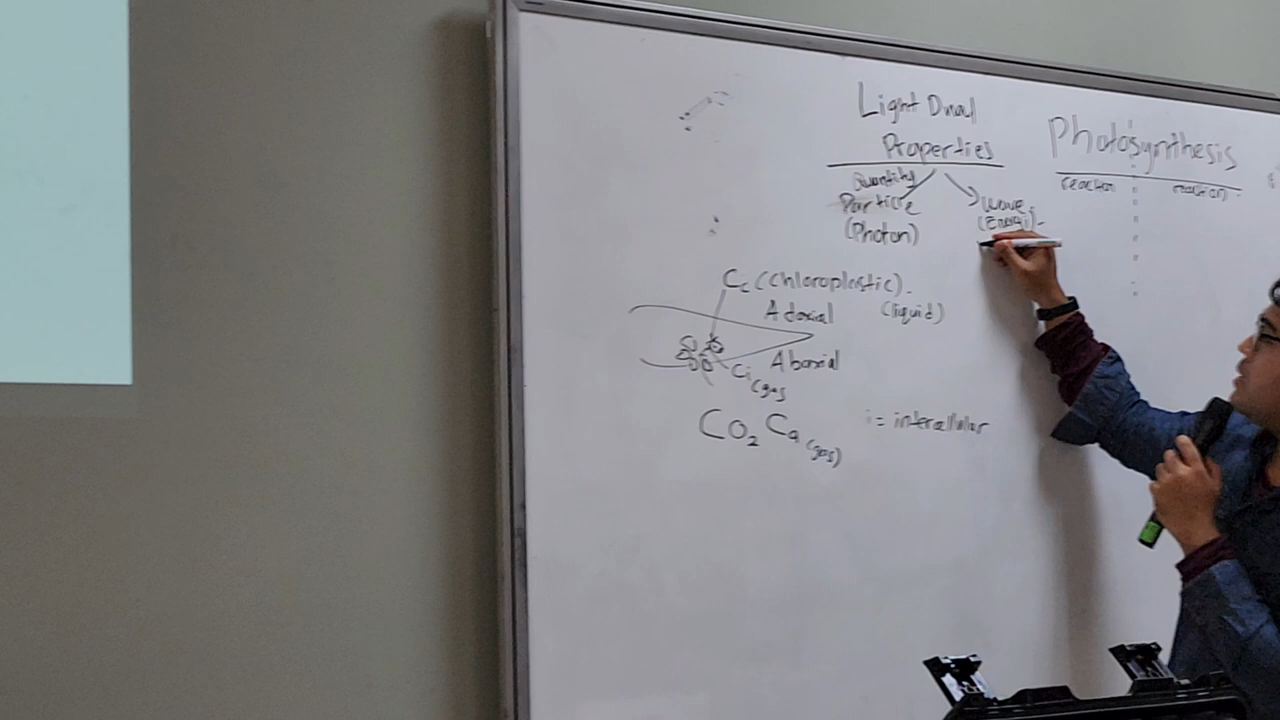 Light Dual
Properties
Quantity
Particle
(Photon)
Wave
(Energi)
Photosynthesis
reaction
reaction
Cc (chloroplastic).
(liquid)
Adaxial
Abaxial
Ci (gas
CO2 Ca (gas)
i = intercellular